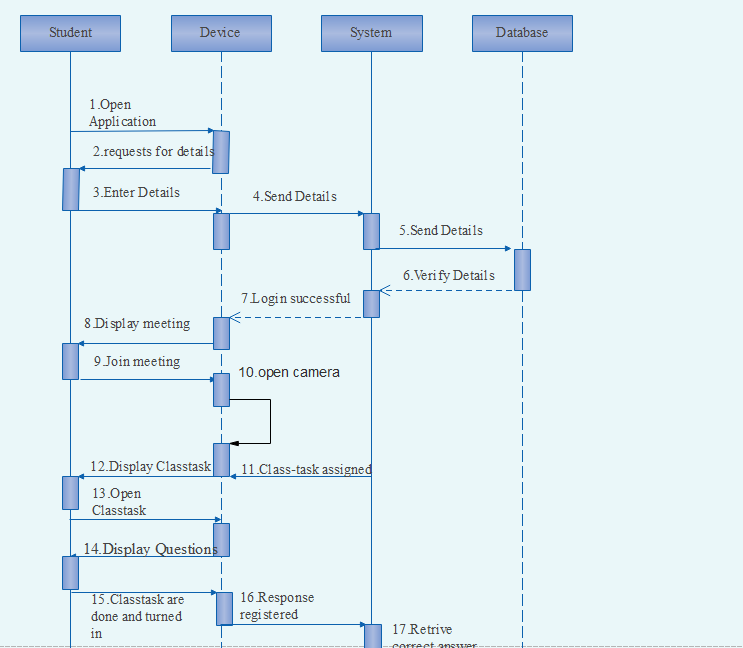 Student
Device
System
Database
1.Open
Application
2.requests for details
3.Enter Details
4.Send Details
5.Send Details
6.Verify Details
7.Login successful
8.Display meeting
9.Join meeting
10.open camera
11.Class-task assigned
12.Display Classtask
13.Open
Classtask
14.Display Questions
15.Classtask are
done and turned
in
16.Response
registered
17.Retrive
correct answer